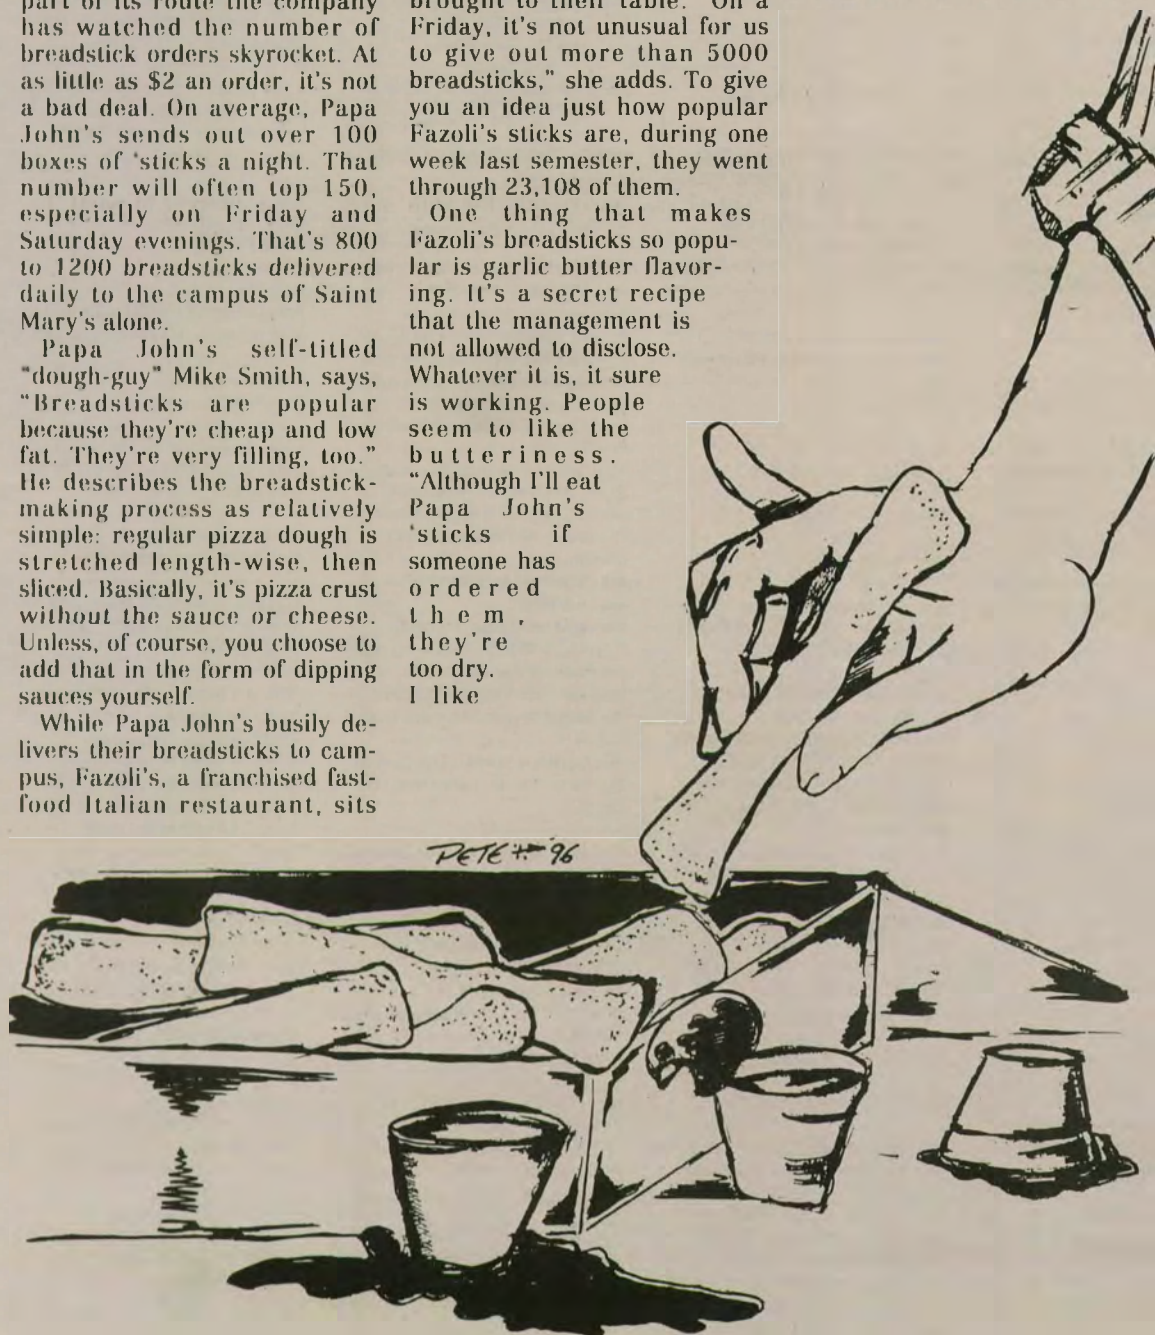 part of its route the company
has watched the number of
breadstick orders skyrocket. At
as little as $2 an order, it's not
a bad deal. On average, Papa
John's sends out over 100
boxes of 'sticks a night. That
number will often top 150,
especially on Friday and
Saturday evenings. That's 800
to 1200 breadsticks delivered
daily to the campus of Saint
Mary's alone.
Papa John's self-titled
"dough-guy" Mike Smith, says,
"Breadsticks are popular
because they're cheap and low
fat. They're very filling, too."
He describes the breadstick-
making process as relatively
simple: regular pizza dough is
stretched length-wise, then
sliced. Basically, it's pizza crust
without the sauce or cheese.
Unless, of course, you choose to
add that in the form of dipping
sauces yourself.
While Papa John's busily de-
livers their breadsticks to cam-
pus, Fazoli's, a franchised fast-
food Italian restaurant, sits
brought to their table. "On a
Friday, it's not unusual for us
to give out more than 5000
breadsticks," she adds. To give
you an idea just how popular
Fazoli's sticks are, during one
week last semester, they went
through 23,108 of them.
One thing that makes
Fazoli's breadsticks so popu-
lar is garlic butter flavor-
ing. It's a secret recipe
that the management is
not allowed to disclose.
Whatever it is, it sure
is working. People
seem to like the
butteriness.
"Although I'll eat
Papa John's
'sticks if
someone has
ordered
them,
they're
too dry.
I like
PETE H. '96